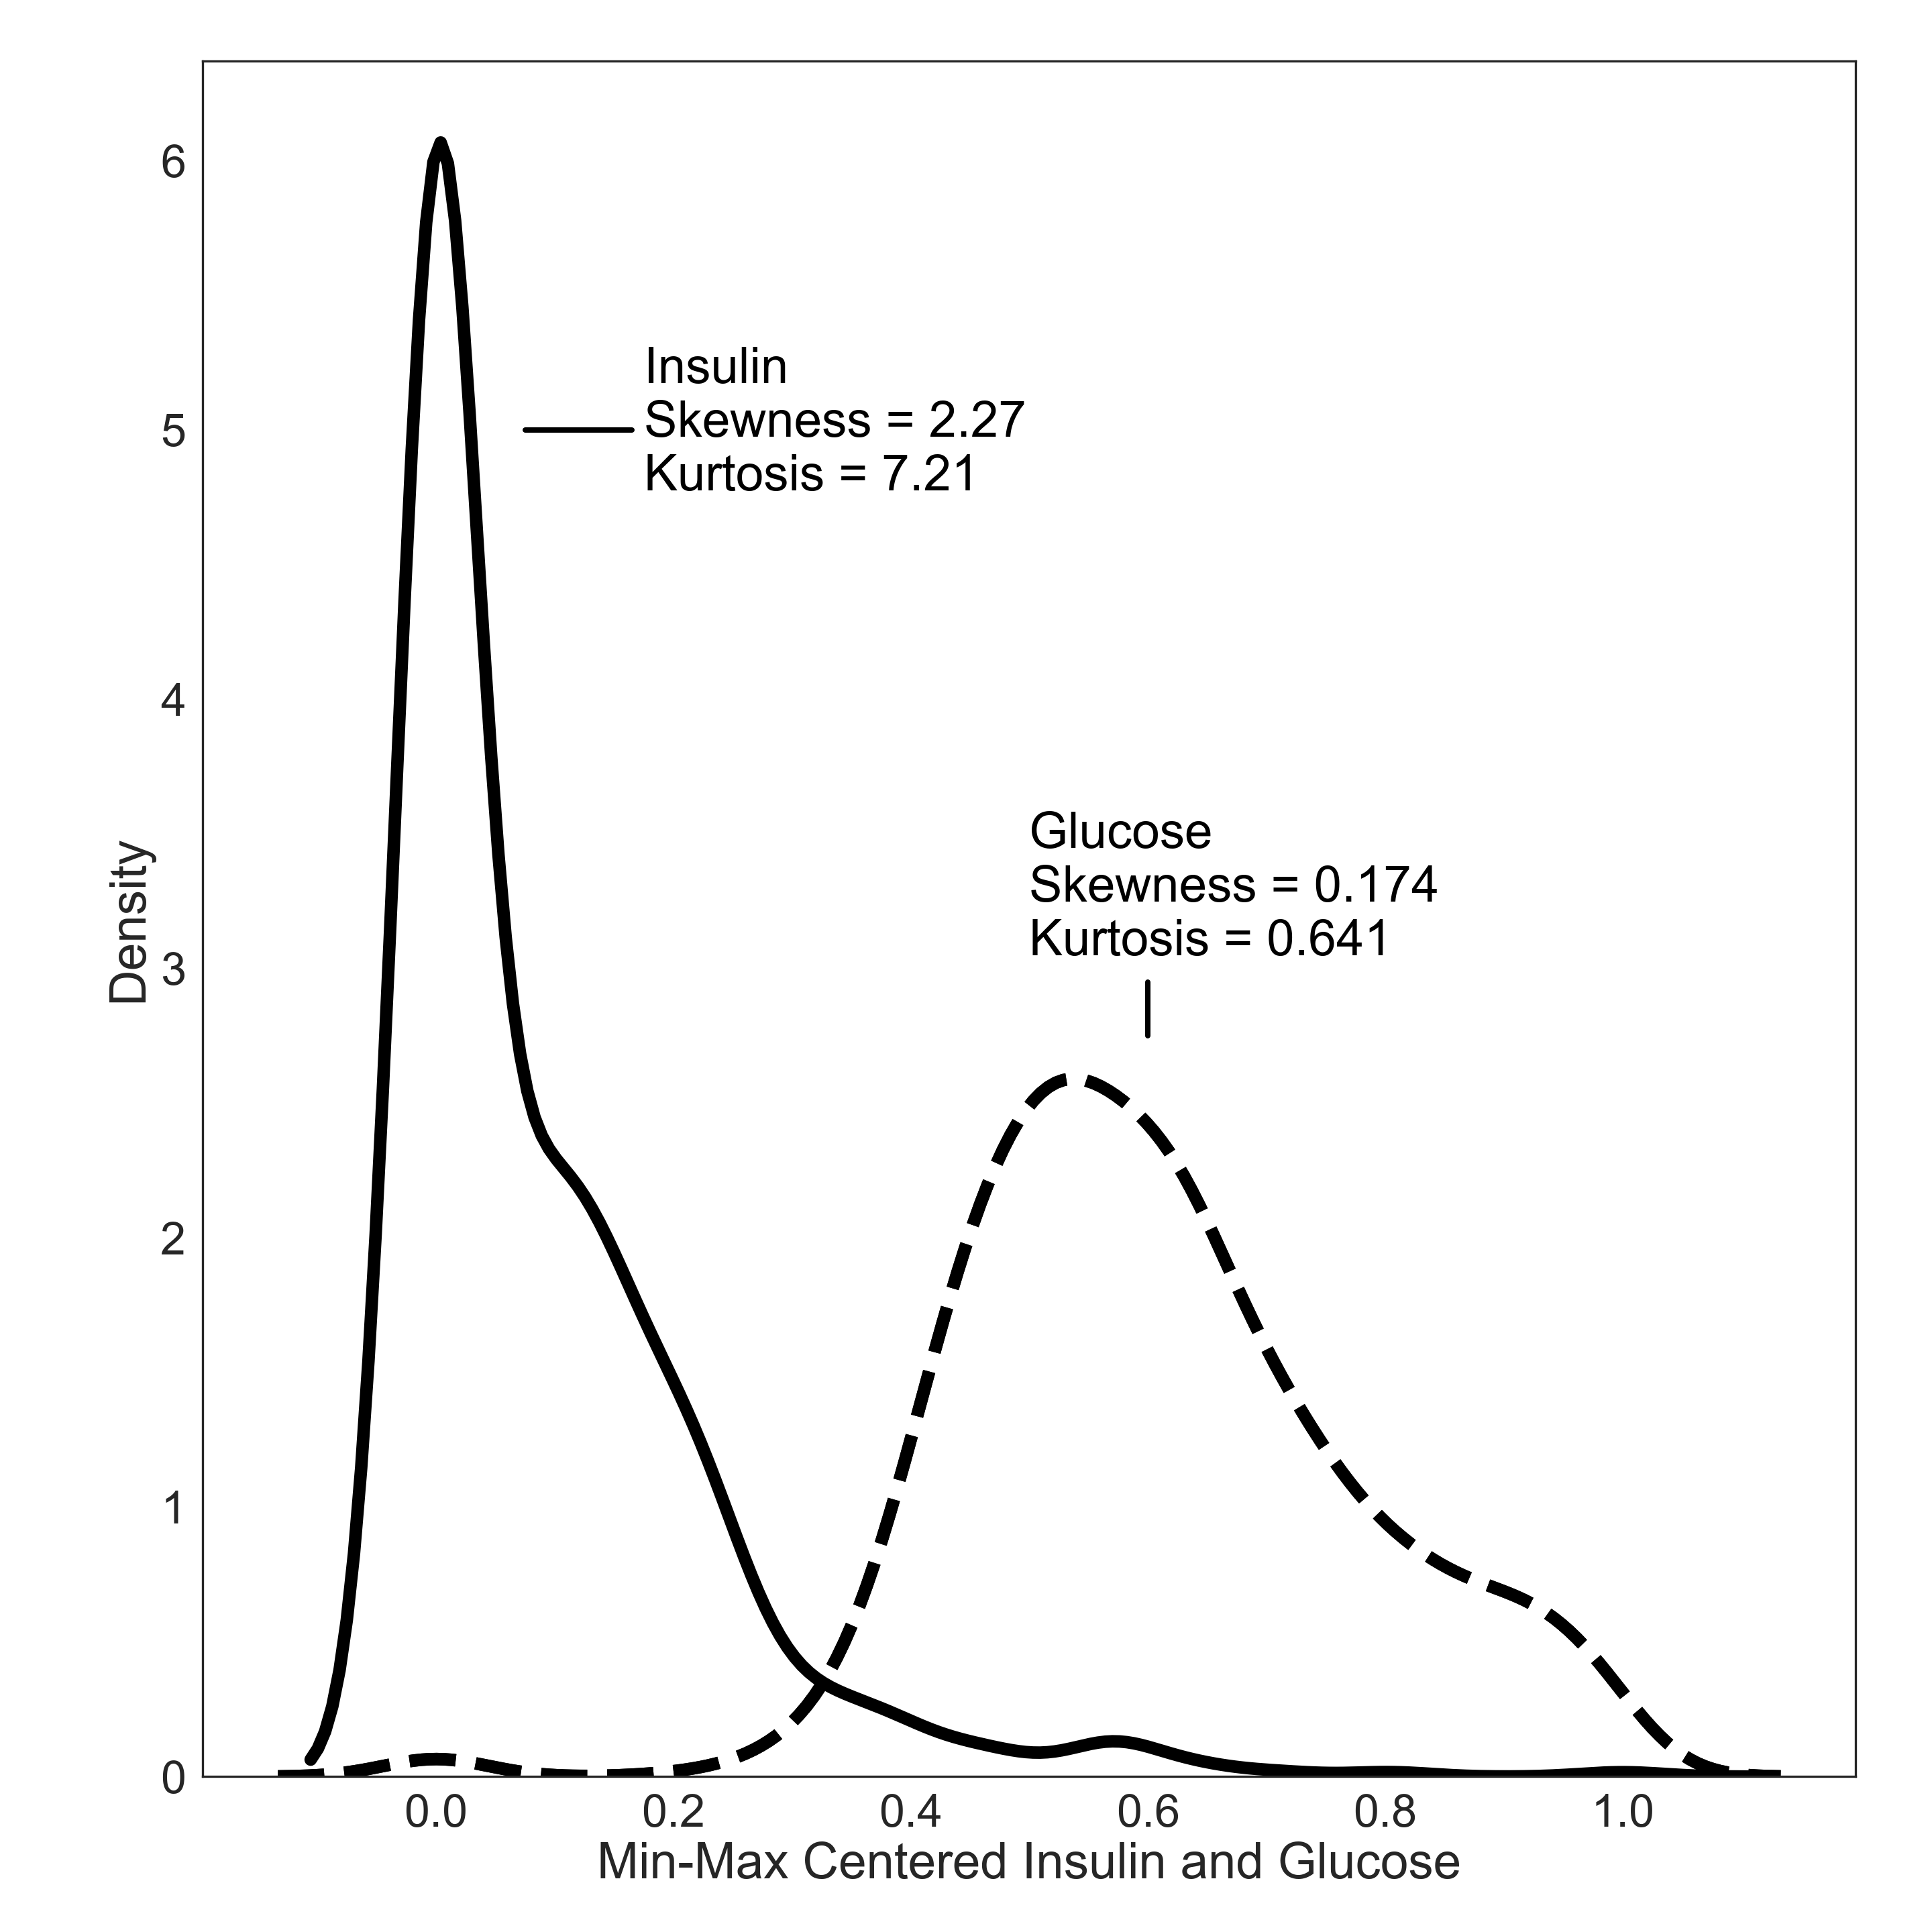 6
5
4
3
2
1
0
Density
Insulin
Skewness = 2.27
Kurtosis = 7.21
Glucose
Skewness = 0.174
Kurtosis = 0.641
0.0 0.2 0.4 0.6 0.8 1.0
Min-Max Centered Insulin and Glucose